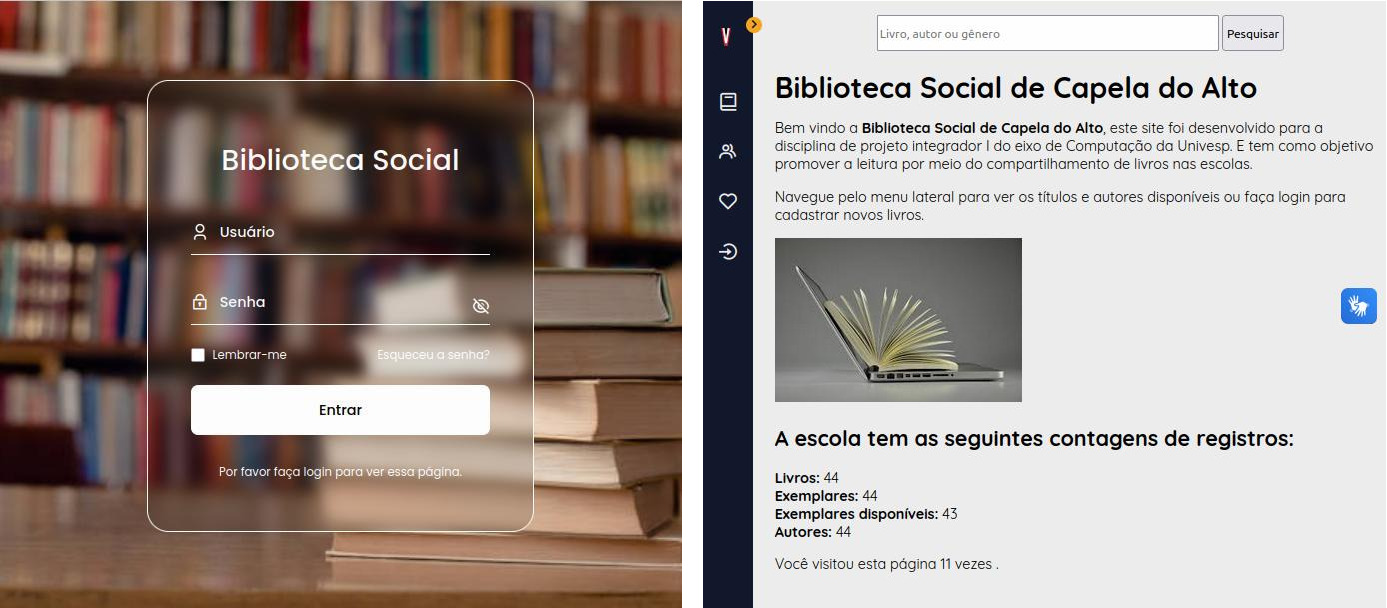 Biblioteca Social
Usuário
Senha
Lembrar-me
Esqueceu a senha?
Entrar
Por favor faça login para ver essa página.
V
Livro, autor ou gênero
Pesquisar
Biblioteca Social de Capela do Alto
Bem vindo a Biblioteca Social de Capela do Alto, este site foi desenvolvido para a
disciplina de projeto integrador I do eixo de Computação da Univesp. E tem como objetivo
promover a leitura por meio do compartilhamento de livros nas escolas.
Navegue pelo menu lateral para ver os títulos e autores disponíveis ou faça login para
cadastrar novos livros.
A escola tem as seguintes contagens de registros:
Livros: 44
Exemplares: 44
Exemplares disponíveis: 43
Autores: 44
Você visitou esta página 11 vezes .